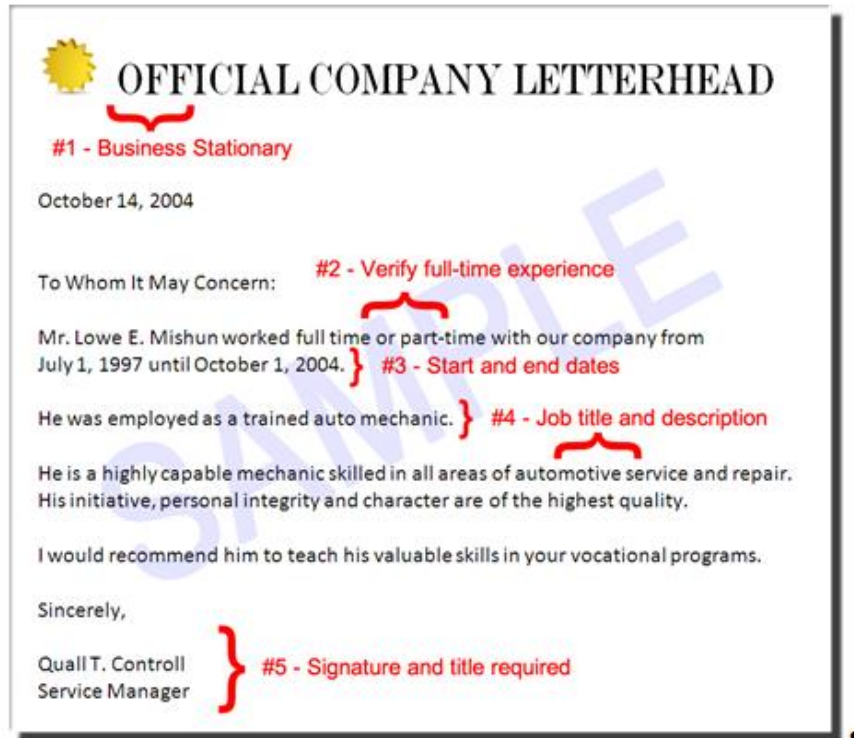 OFFICIAL COMPANY LETTERHEAD
#1 - Business Stationary
October 14, 2004
#2 - Verify full-time experience
To Whom It May Concern:
Mr. Lowe E. Mishun worked full time or part-time with our company from
July 1, 1997 until October 1, 2004. } #3 - Start and end dates
He was employed as a trained auto mechanic. } #4 - Job title and description
He is a highly capable mechanic skilled in all areas of automotive service and repair.
His initiative, personal integrity and character are of the highest quality.
I would recommend him to teach his valuable skills in your vocational programs.
Sincerely,
Quall T. Controll
Service Manager
#5 - Signature and title required
SAMPLE